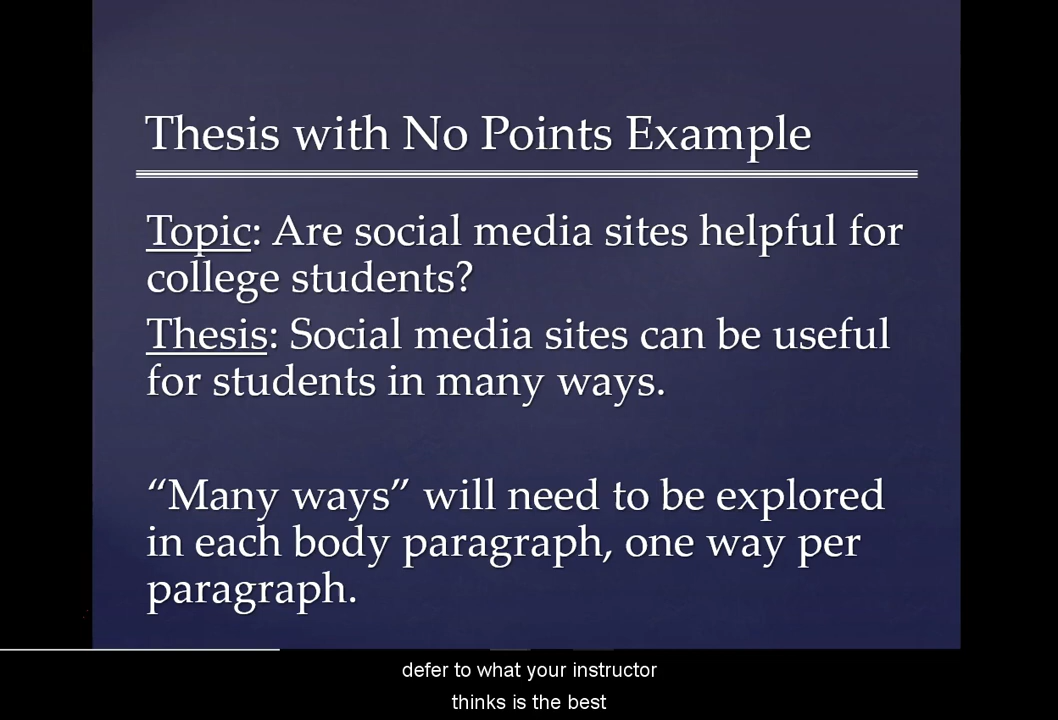 Thesis with No Points Example
Topic: Are social media sites helpful for
college students?
Thesis: Social media sites can be useful
for students in many ways.
“Many ways” will need to be explored
in each body paragraph, one way per
paragraph.
defer to what your instructor
thinks is the best